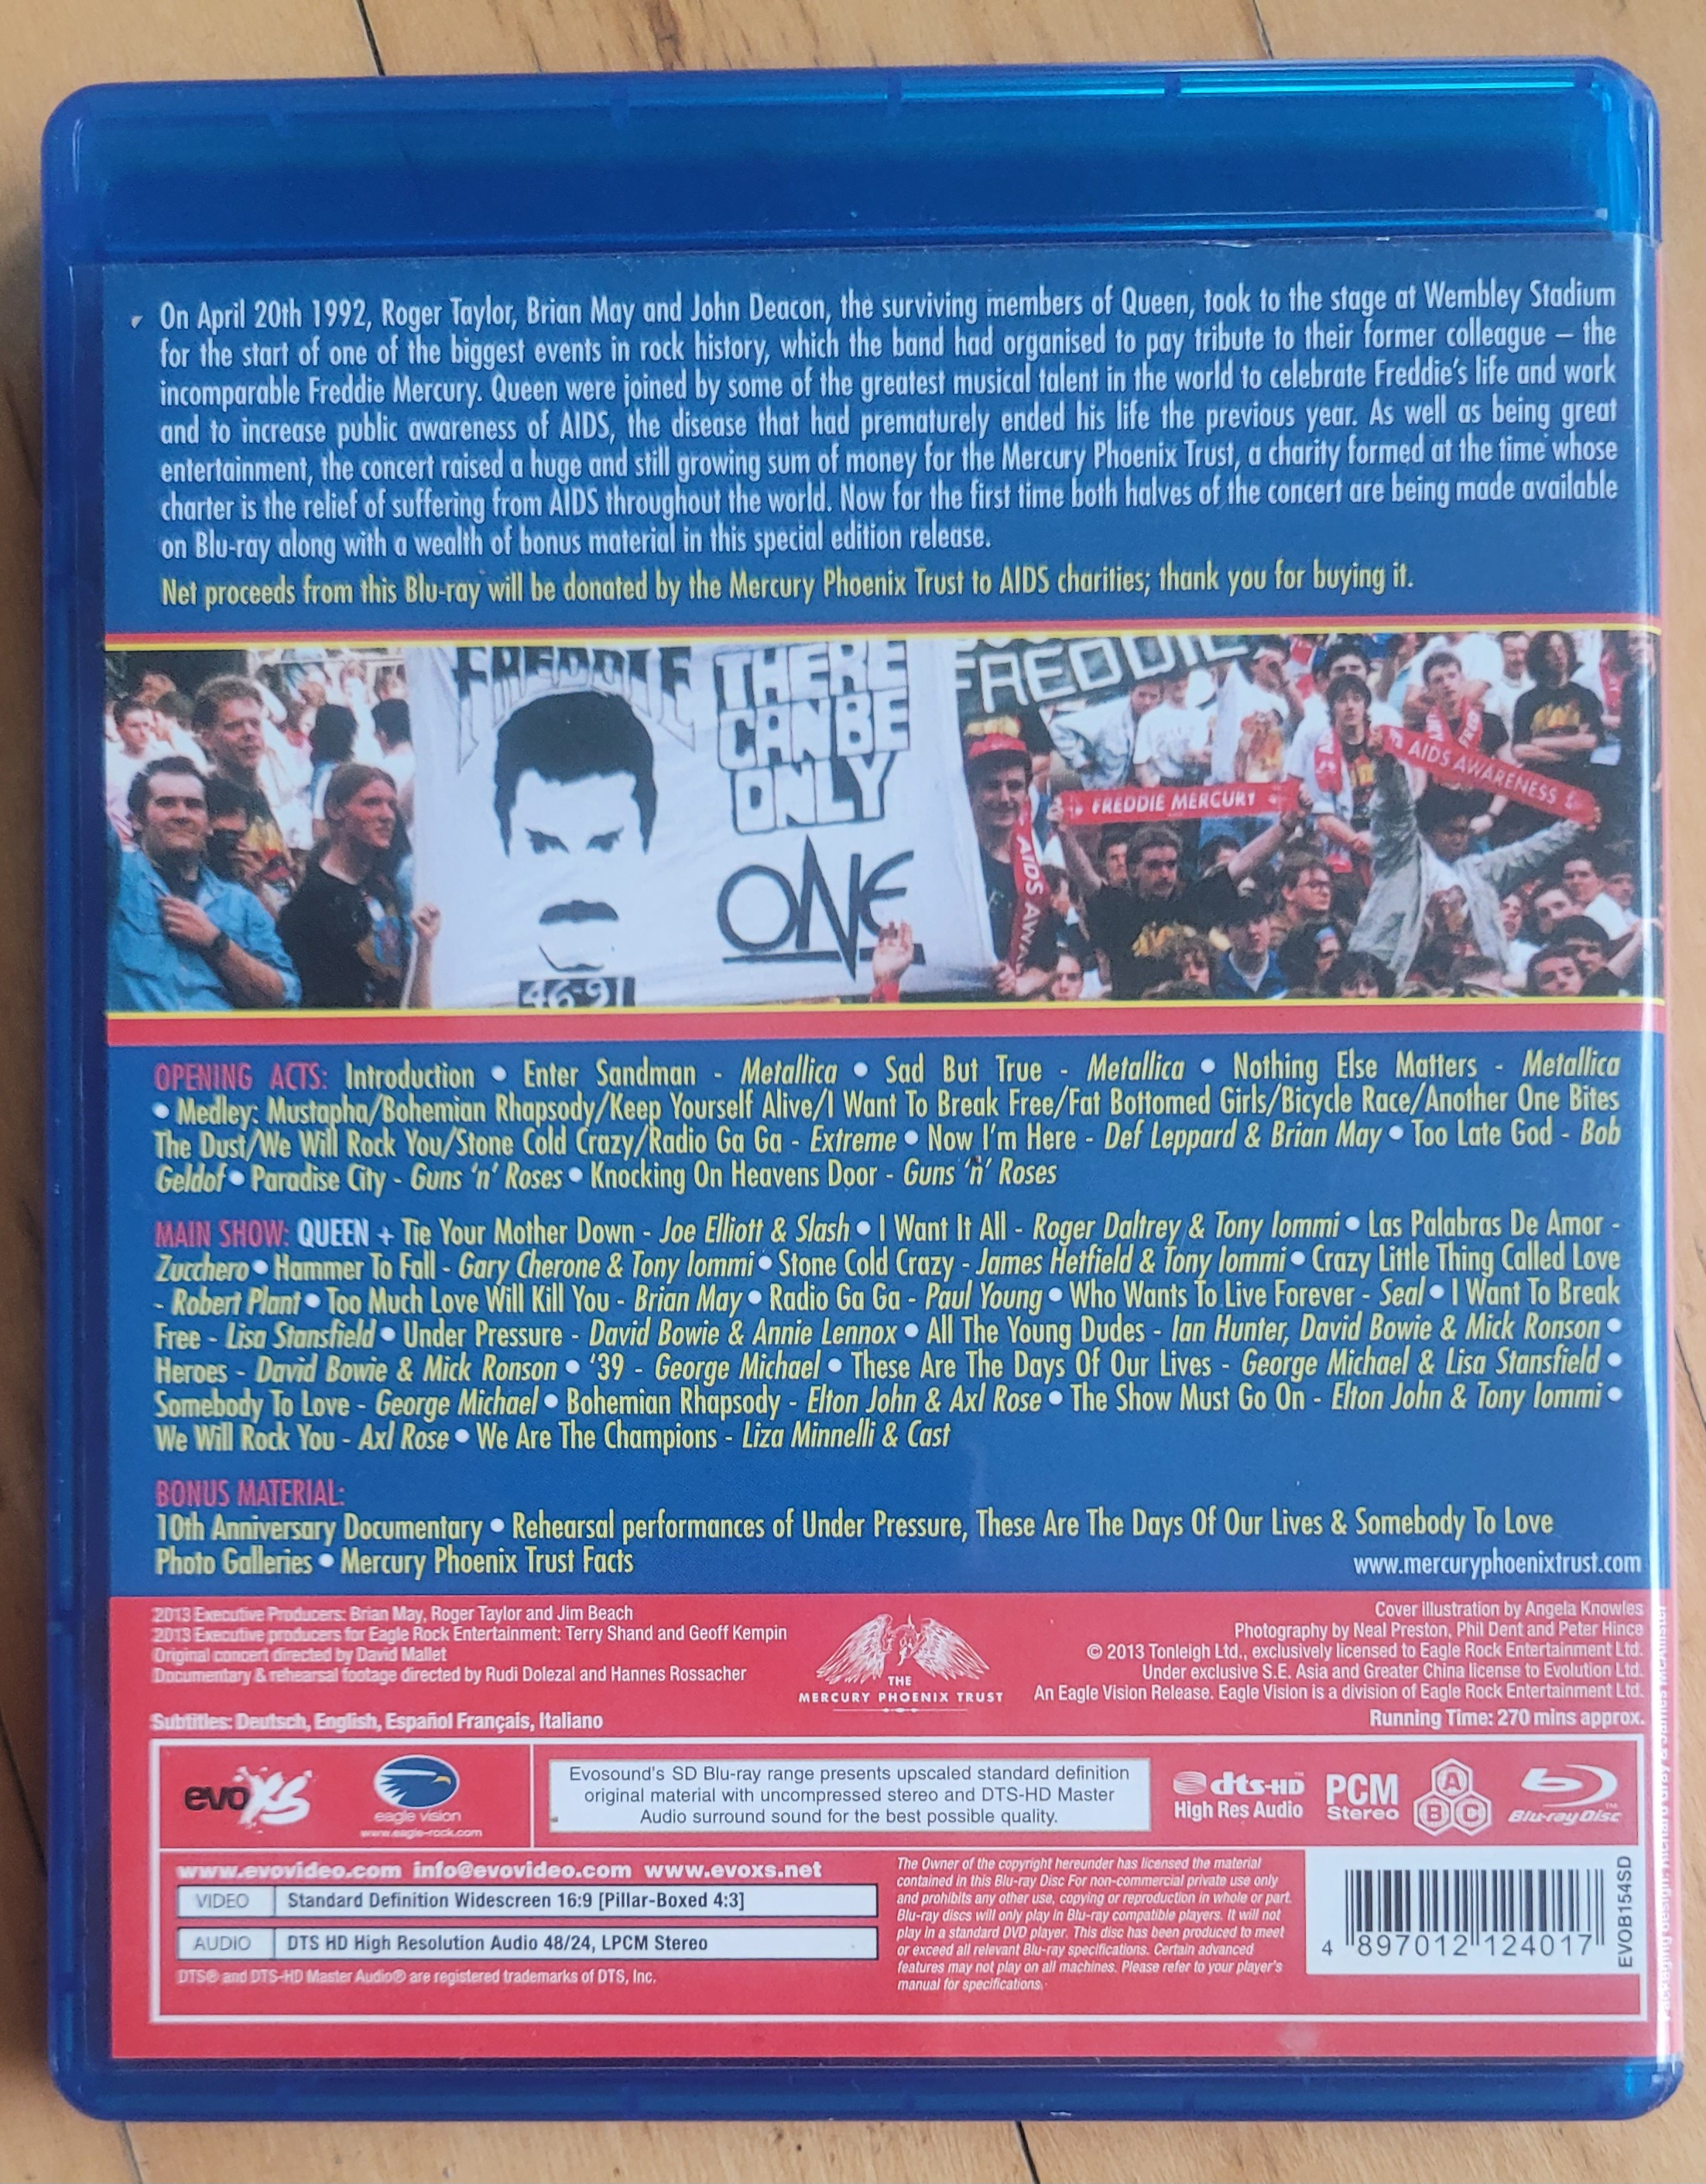 On April 20th 1992, Roger Taylor, Brian May and John Deacon, the surviving members of Queen, took to the stage at Wembley Stadium
for the start of one of the biggest events in rock history, which the band had organised to pay tribute to their former colleague – the
incomparable Freddie Mercury. Queen were joined by some of the greatest musical talent in the world to celebrate Freddie's life and work
and to increase public awareness of AIDS, the disease that had prematurely ended his life the previous year. As well as being great
entertainment, the concert raised a huge and still growing sum of money for the Mercury Phoenix Trust, a charity formed at the time whose
charter is the relief of suffering from AIDS throughout the world. Now for the first time both halves of the concert are being made available
on Blu-ray along with a wealth of bonus material in this special edition release.
Net proceeds from this Blu-ray will be donated by the Mercury Phoenix Trust to AIDS charities; thank you for buying it.
FREDDIE
THERE
CAN BE
ONLY
ONE
46-91
FREDDIE
FREDDIE MERCURY
AIDS AWARENESS
AIDS AWA
OPENING ACTS: Introduction • Enter Sandman - Metallica • Sad But True - Metallica • Nothing Else Matters - Metallica
• Medley: Mustapha/Bohemian Rhapsody/Keep Yourself Alive/I Want To Break Free/Fat Bottomed Girls/Bicycle Race/Another One Bites
The Dust/We Will Rock You/Stone Cold Crazy/Radio Ga Ga - Extreme • Now I'm Here - Def Leppard & Brian May • Too Late God - Bob
Geldof • Paradise City - Guns 'n' Roses • Knocking On Heavens Door - Guns 'n' Roses
MAIN SHOW: QUEEN + Tie Your Mother Down - Joe Elliott & Slash • I Want It All - Roger Daltrey & Tony Iommi • Las Palabras De Amor -
Zucchero • Hammer To Fall - Gary Cherone & Tony Iommi • Stone Cold Crazy - James Hetfield & Tony Iommi • Crazy Little Thing Called Love
- Robert Plant • Too Much Love Will Kill You - Brian May • Radio Ga Ga - Paul Young • Who Wants To Live Forever - Seal • I Want To Break
Free - Lisa Stansfield • Under Pressure - David Bowie & Annie Lennox • All The Young Dudes - Ian Hunter, David Bowie & Mick Ronson •
Heroes - David Bowie & Mick Ronson • '39 - George Michael • These Are The Days Of Our Lives - George Michael & Lisa Stansfield •
Somebody To Love - George Michael • Bohemian Rhapsody - Elton John & Axl Rose • The Show Must Go On - Elton John & Tony Iommi •
We Will Rock You - Axl Rose • We Are The Champions - Liza Minnelli & Cast
BONUS MATERIAL:
10th Anniversary Documentary • Rehearsal performances of Under Pressure, These Are The Days Of Our Lives & Somebody To Love
Photo Galleries • Mercury Phoenix Trust Facts
www.mercuryphoenixtrust.com
2013 Executive Producers: Brian May, Roger Taylor and Jim Beach
2013 Executive producers for Eagle Rock Entertainment: Terry Shand and Geoff Kempin
Original concert directed by David Mallet
Documentary & rehearsal footage directed by Rudi Dolezal and Hannes Rossacher
Subtitles: Deutsch, English, Español Français, Italiano
THE
MERCURY PHOENIX TRUST
Cover illustration by Angela Knowles
Photography by Neal Preston, Phil Dent and Peter Hince
© 2013 Tonleigh Ltd., exclusively licensed to Eagle Rock Entertainment Ltd.
Under exclusive S.E. Asia and Greater China license to Evolution Ltd.
An Eagle Vision Release. Eagle Vision is a division of Eagle Rock Entertainment Ltd.
Running Time: 270 mins approx.
evoxs
eagle vision
www.eagle-rock.com
Evosound's SD Blu-ray range presents upscaled standard definition
original material with uncompressed stereo and DTS-HD Master
Audio surround sound for the best possible quality.
dts-HD
High Res Audio
PCM
Stereo
A
B C
Blu-ray Disc
www.evovideo.com info@evovideo.com www.evoxs.net
VIDEO Standard Definition Widescreen 16:9 [Pillar-Boxed 4:3]
AUDIO DTS HD High Resolution Audio 48/24, LPCM Stereo
DTS® and DTS-HD Master Audio® are registered trademarks of DTS, Inc.
The Owner of the copyright hereunder has licensed the material
contained in this Blu-ray Disc For non-commercial private use only
and prohibits any other use, copying or reproduction in whole or part.
Blu-ray discs will only play in Blu-ray compatible players. It will not
play in a standard DVD player. This disc has been produced to meet
or exceed all relevant Blu-ray specifications. Certain advanced
features may not play on all machines. Please refer to your player's
manual for specifications.
4 897012 124017
EVOB154SD